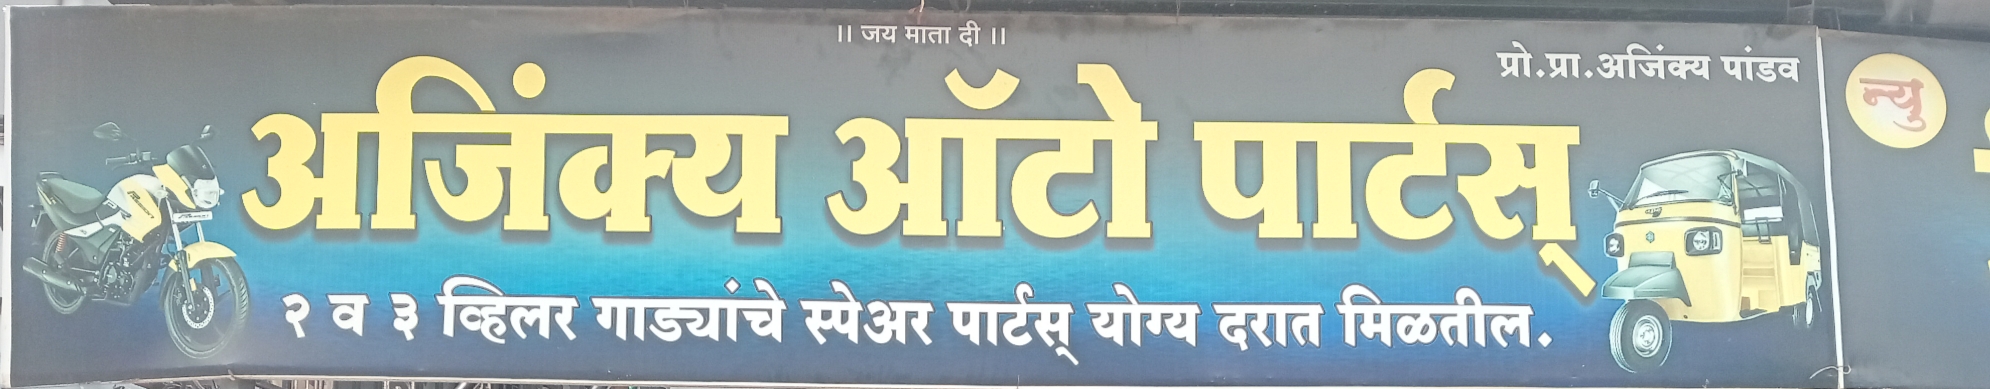 ।। जय माता दी ।।
प्रो.प्रा.अजिंक्य पांडव
अजिंक्य ऑटो पार्टस्
२ व ३ व्हिलर गाड्यांचे स्पेअर पार्टस् योग्य दरात मिळतील.
न्यु